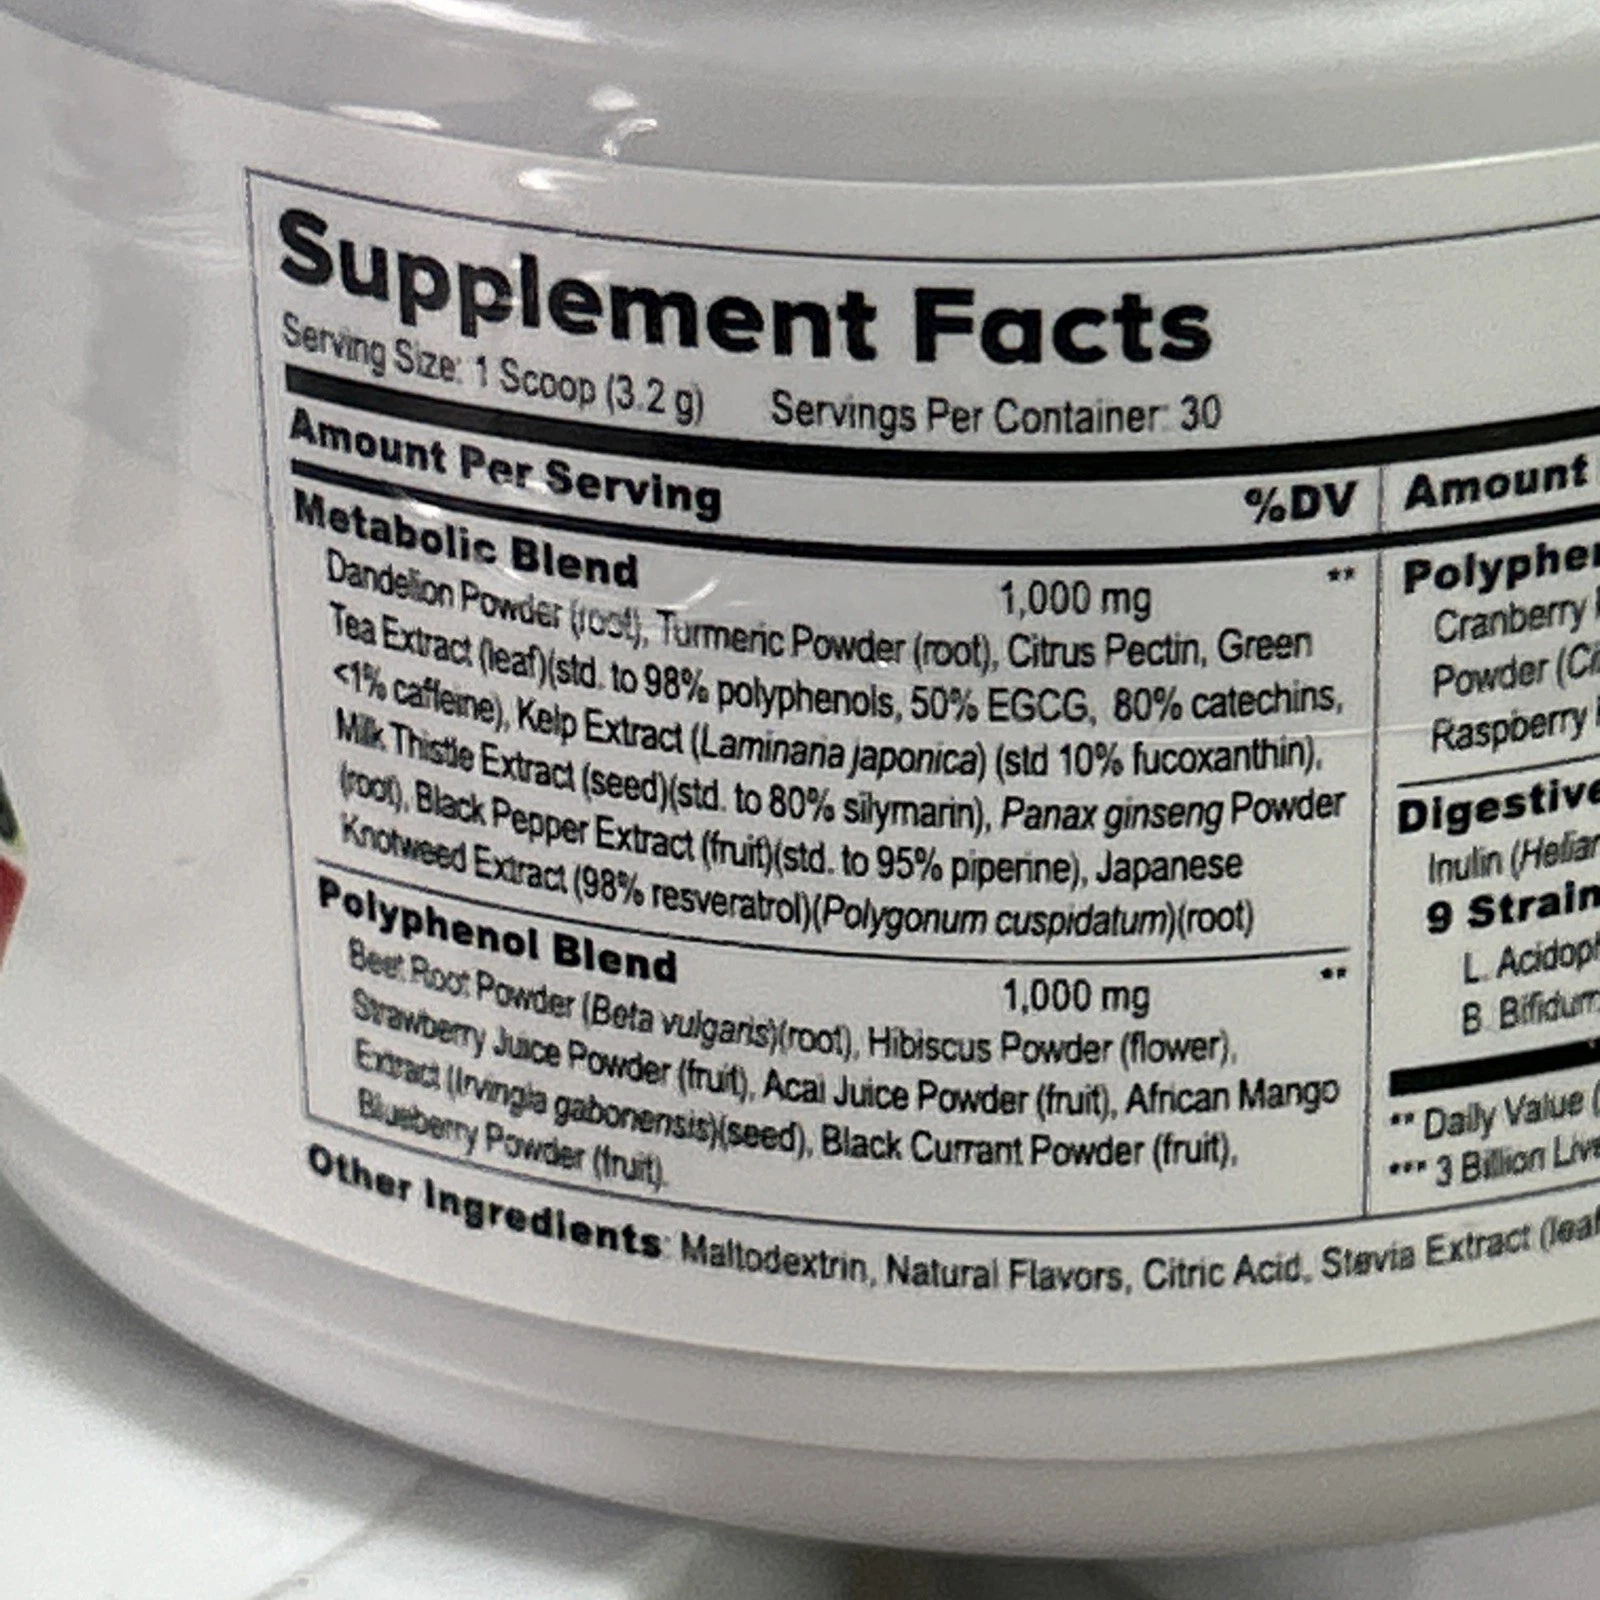 Supplement Facts
Serving Size: 1 Scoop (3.2 g) Servings Per Container: 30
Amount Per Serving %DV
Metabolic Blend 1,000 mg **
Dandelion Powder (root), Turmeric Powder (root), Citrus Pectin, Green
Tea Extract (leaf)(std. to 98% polyphenols, 50% EGCG, 80% catechins,
<1% caffeine), Kelp Extract (Laminaria japonica) (std 10% fucoxanthin),
Milk Thistle Extract (seed)(std. to 80% silymarin), Panax ginseng Powder
(root), Black Pepper Extract (fruit)(std. to 95% piperine), Japanese
Knotweed Extract (98% resveratrol)(Polygonum cuspidatum)(root)
Polyphenol Blend 1,000 mg **
Beet Root Powder (Beta vulgaris)(root), Hibiscus Powder (flower),
Strawberry Juice Powder (fruit), Acai Juice Powder (fruit), African Mango
Extract (Irvingia gabonensis)(seed), Black Currant Powder (fruit),
Blueberry Powder (fruit).
Amount
Polyphe
Cranberry
Powder (Ci
Raspberry
Digestive
Inulin (Helian
9 Strain
L. Acidoph
B. Bifidum
** Daily Value (
*** 3 Billion Live
Other Ingredients: Maltodextrin, Natural Flavors, Citric Acid, Stevia Extract (leaf